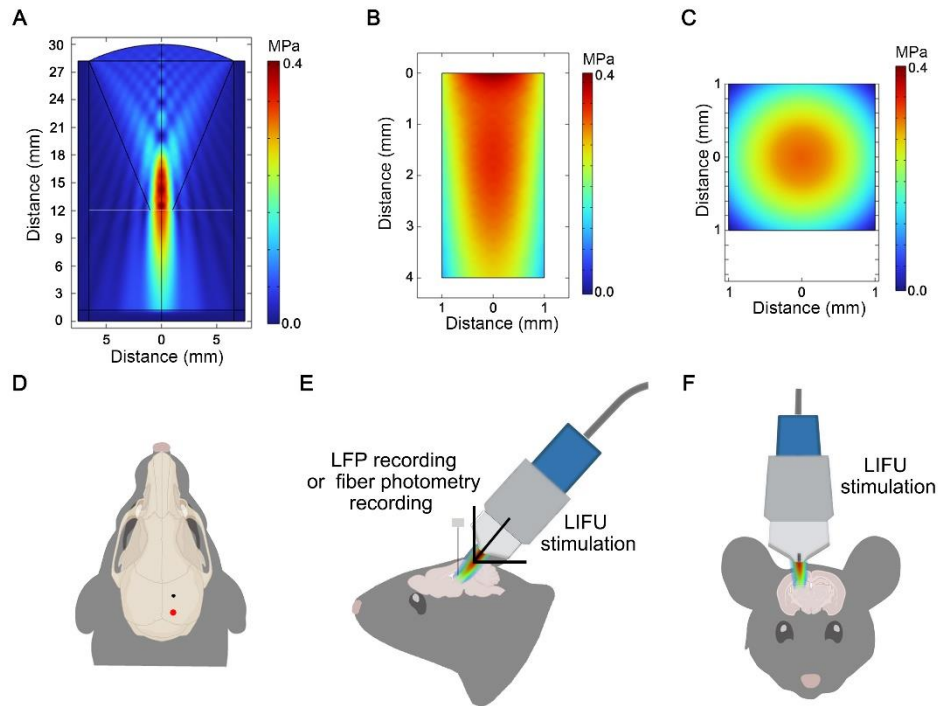 A
MPa
0.4
0.0
30
27
24
21
18
15
12
9
6
3
0
Distance (mm)
5
0
5
Distance (mm)
B
MPa
0.4
0.0
0
1
2
3
4
Distance (mm)
1
0
1
Distance (mm)
C
MPa
0.4
0.0
1
0
1
Distance (mm)
1
0
1
Distance (mm)
D
E
LFP recording
or fiber photometry
recording
LIFU
stimulation
F
LIFU
stimulation